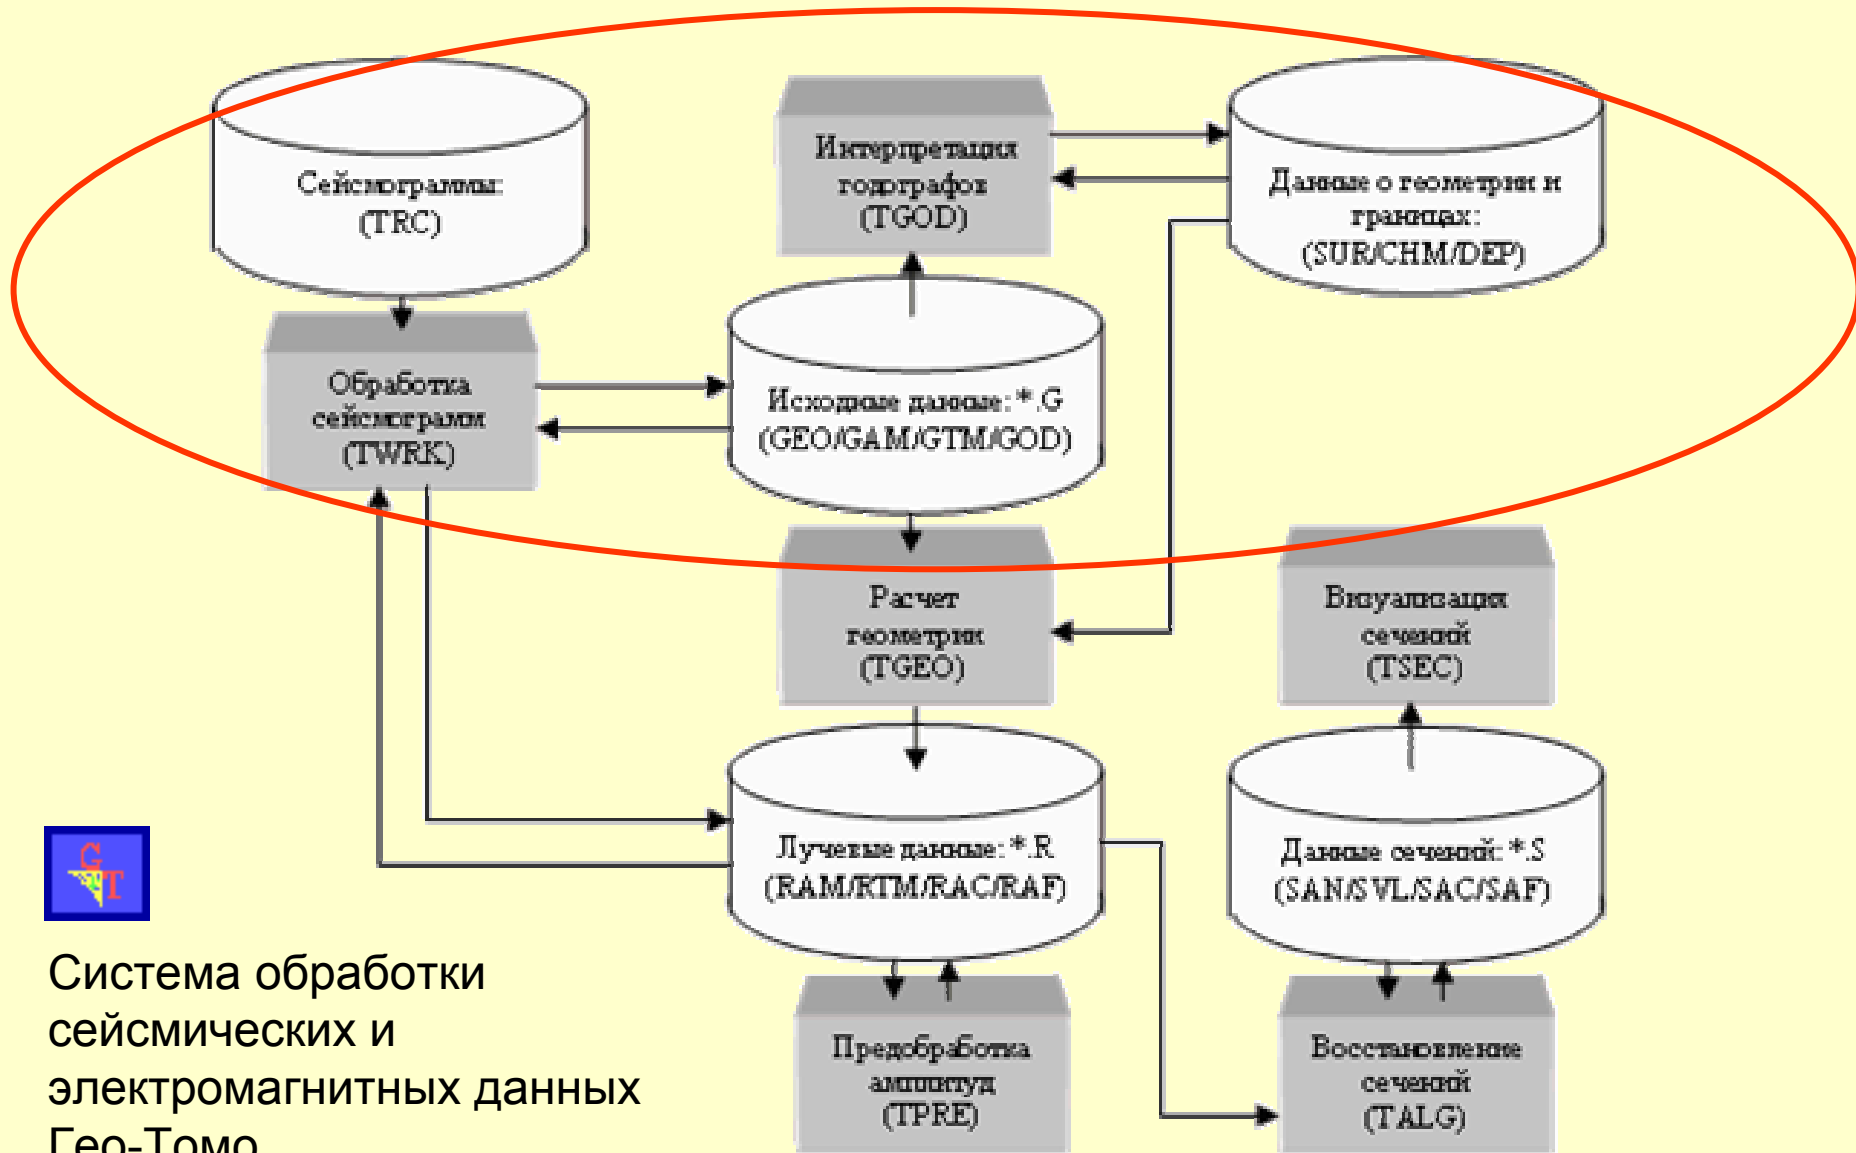 Сейсмограммы:
(TRC)
Интерпретация
годографов
(TGOD)
Данные о геометрии и
границах:
(SUR/CHM/DEP)
Обработка
сейсмограмм
(TWRK)
Исходные данные: *.G
(GEO/GAM/GTM/GOD)
Расчет
геометрии
(TGEO)
Визуализация
сечений
(TSEC)
Лучевые данные: *.R
(RAM/RTM/RAC/RAF)
Данные сечений: *.S
(SAN/SVL/SAC/SAF)
Предобработка
амплитуд
(TPRE)
Восстановление
сечений
(TALG)
GT
Система обработки
сейсмических и
электромагнитных данных
Гео-Томо